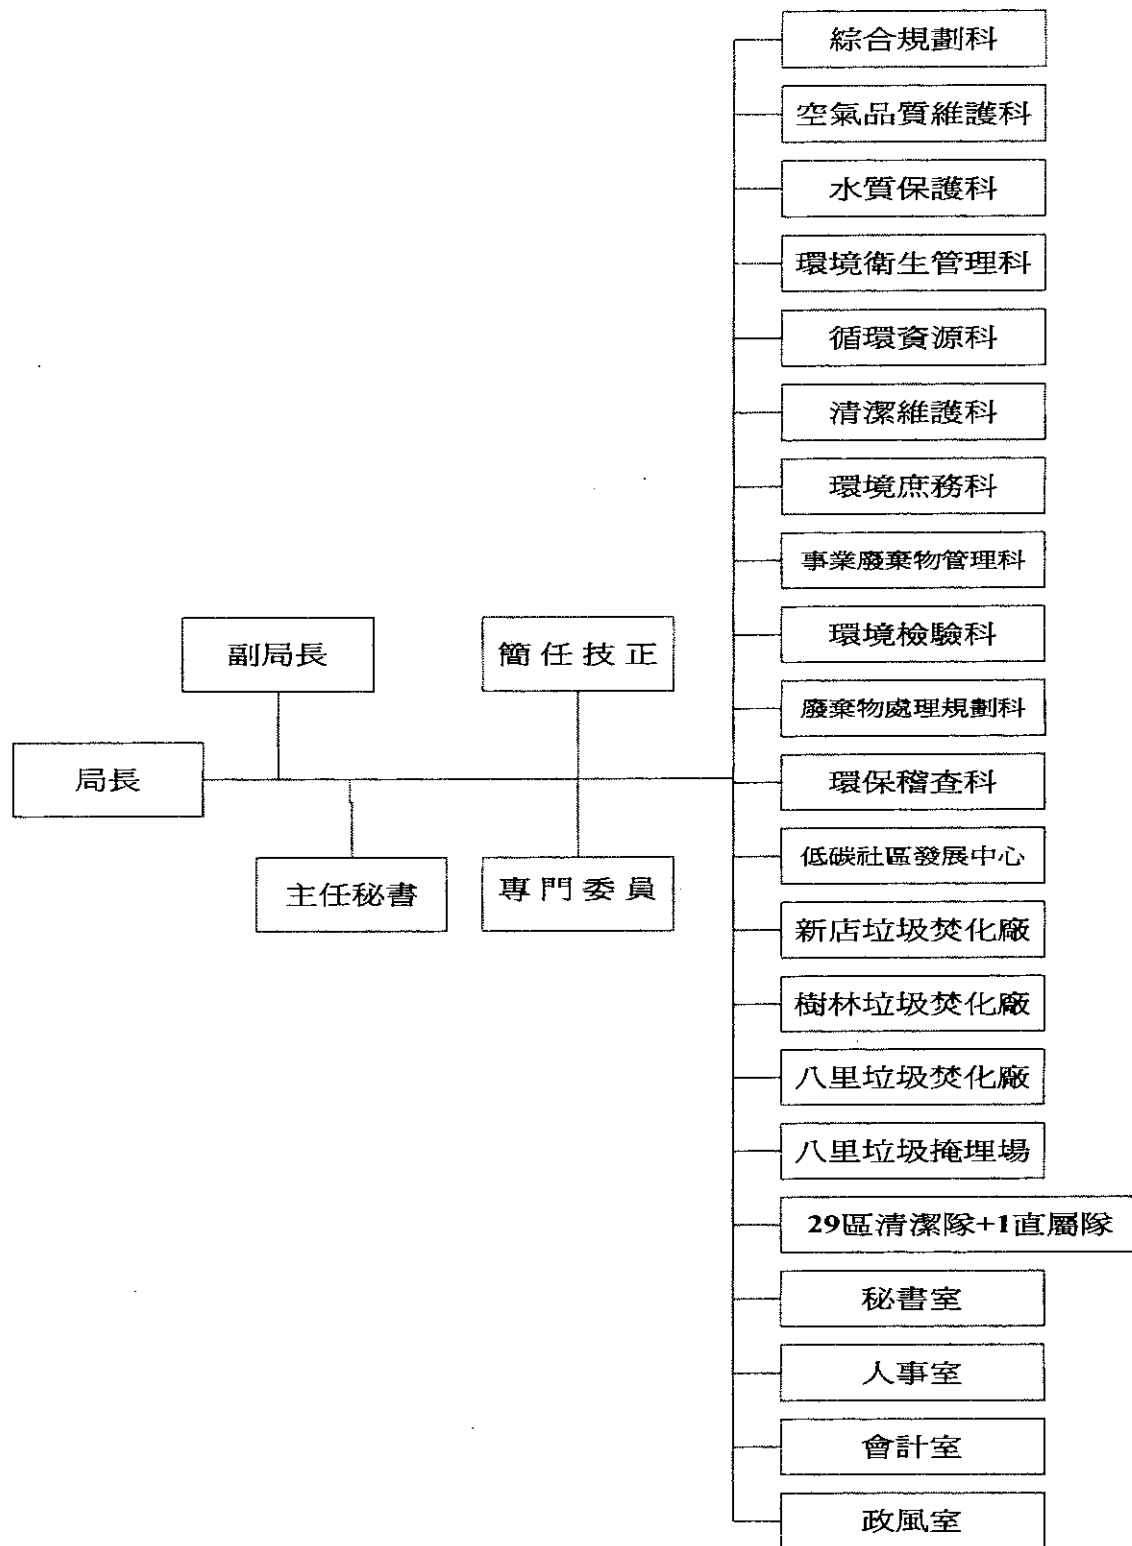 局長
副局長
主任秘書
簡任技正
專門委員
綜合規劃科
空氣品質維護科
水質保護科
環境衛生管理科
循環資源科
清潔維護科
環境庶務科
事業廢棄物管理科
環境檢驗科
廢棄物處理規劃科
環保稽查科
低碳社區發展中心
新店垃圾焚化廠
樹林垃圾焚化廠
八里垃圾焚化廠
八里垃圾掩埋場
29區清潔隊+1直屬隊
秘書室
人事室
會計室
政風室